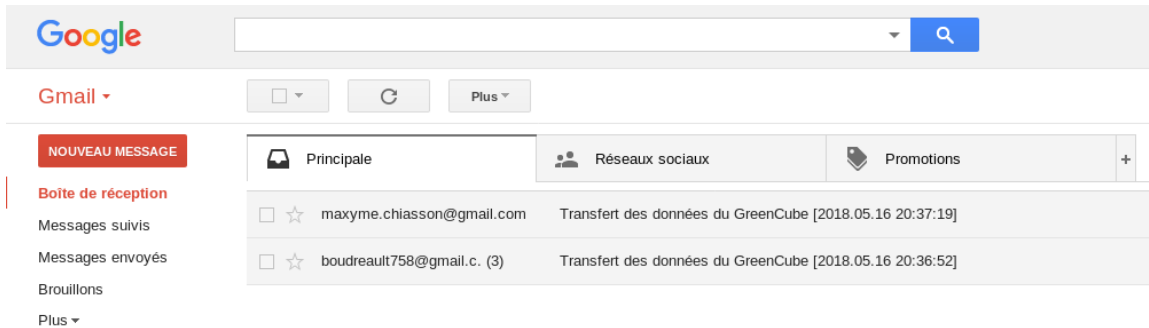 Google
Gmail
Plus
NOUVEAU MESSAGE
Principale
Réseaux sociaux
Promotions
+
Boîte de réception
maxyme.chiasson@gmail.com Transfert des données du GreenCube [2018.05.16 20:37:19]
Messages suivis
Messages envoyés
boudreault758@gmail.c. (3) Transfert des données du GreenCube [2018.05.16 20:36:52]
Brouillons
Plus